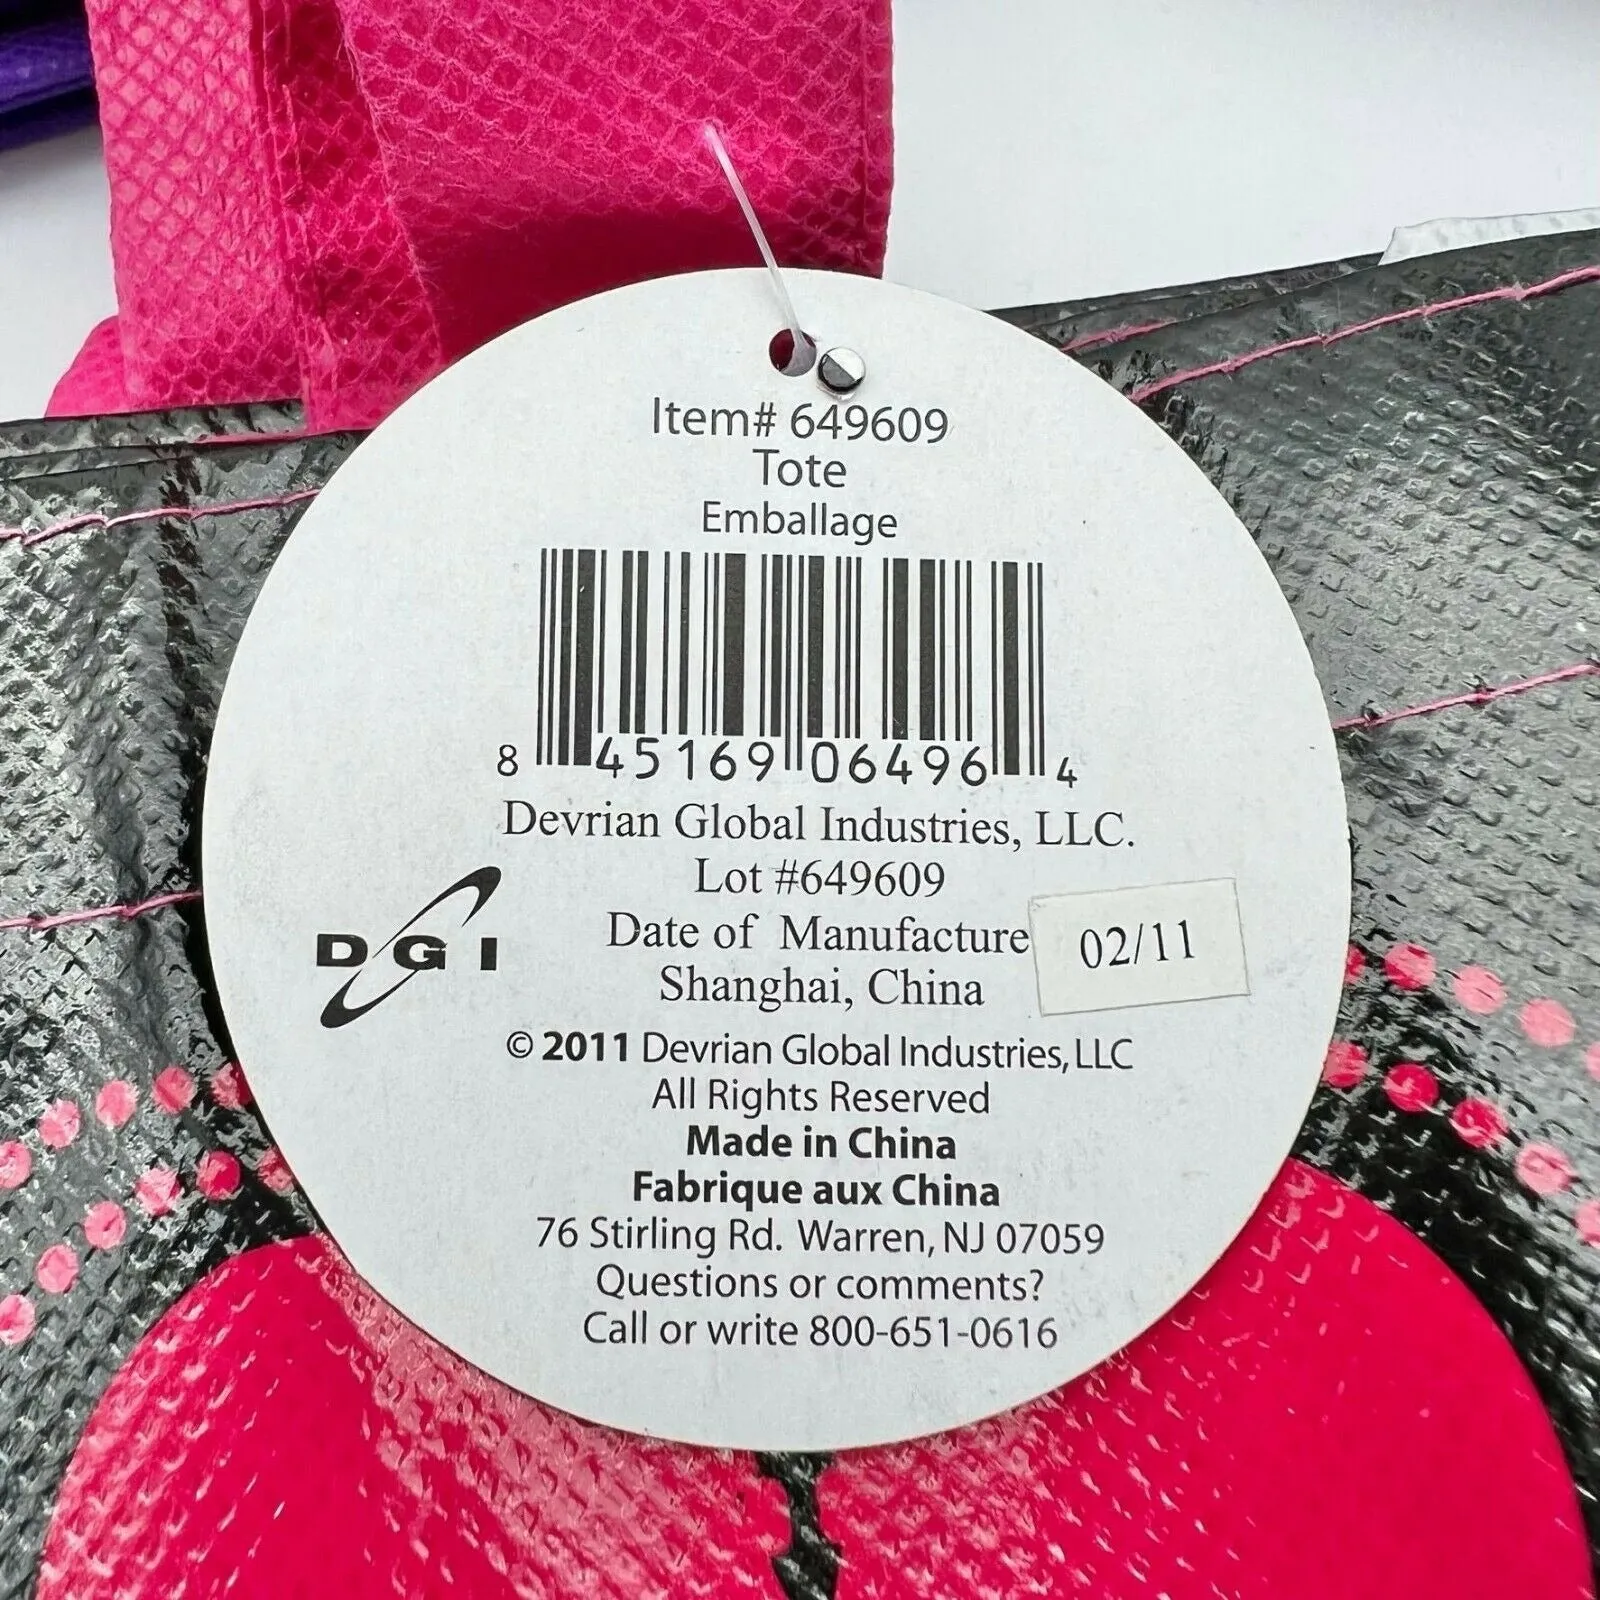 Item# 649609
Tote
Emballage
8 45169 06496 4
Devrian Global Industries, LLC.
Lot #649609
DGI
Date of Manufacture 02/11
Shanghai, China
© 2011 Devrian Global Industries, LLC
All Rights Reserved
Made in China
Fabrique aux China
76 Stirling Rd. Warren, NJ 07059
Questions or comments?
Call or write 800-651-0616